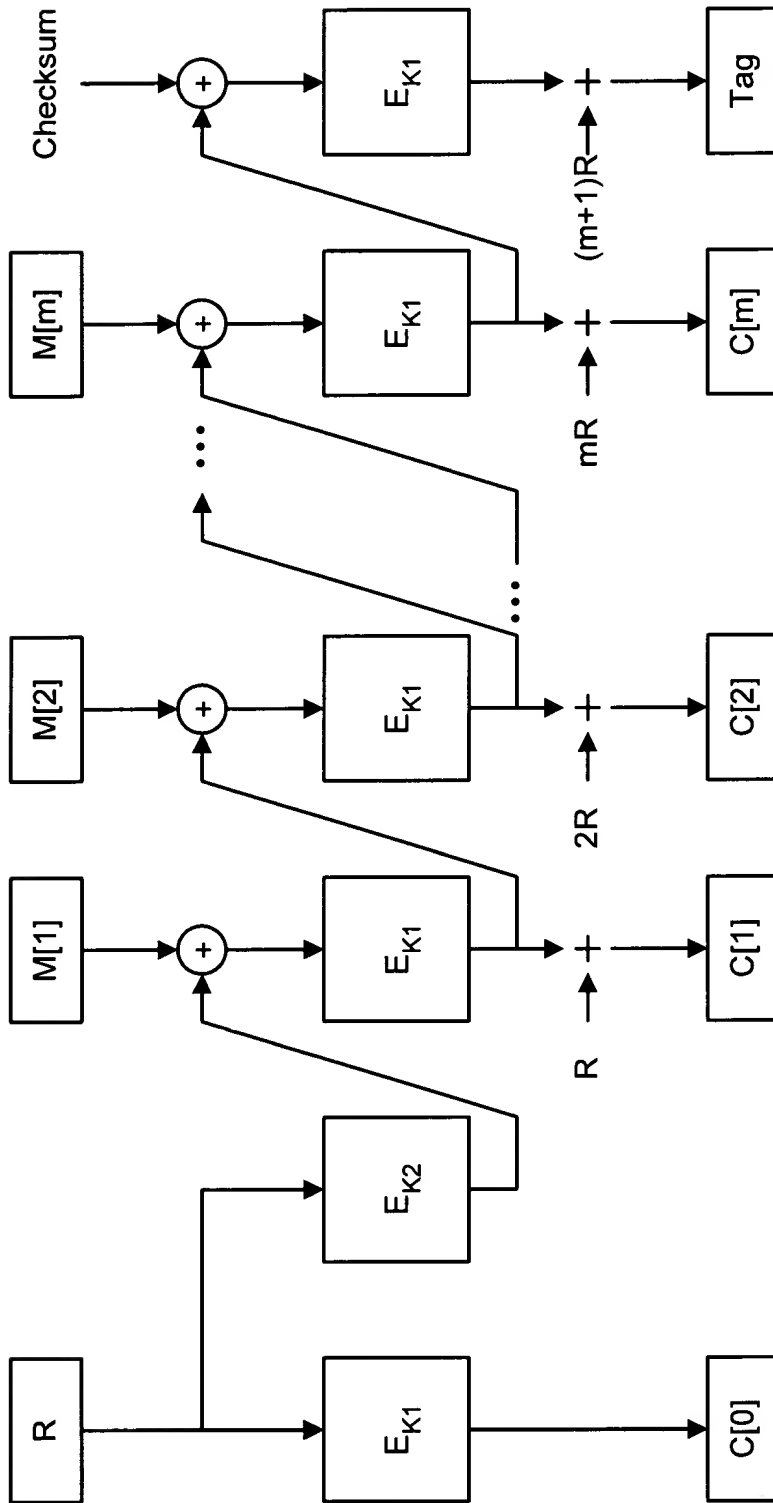 R
M[1]
M[2]
M[m]
Checksum
+
+
...
+
+
E_K1
E_K2
E_K1
E_K1
E_K1
E_K1
...
R
+
2R
+
mR
+
(m+1)R
+
C[0]
C[1]
C[2]
C[m]
Tag